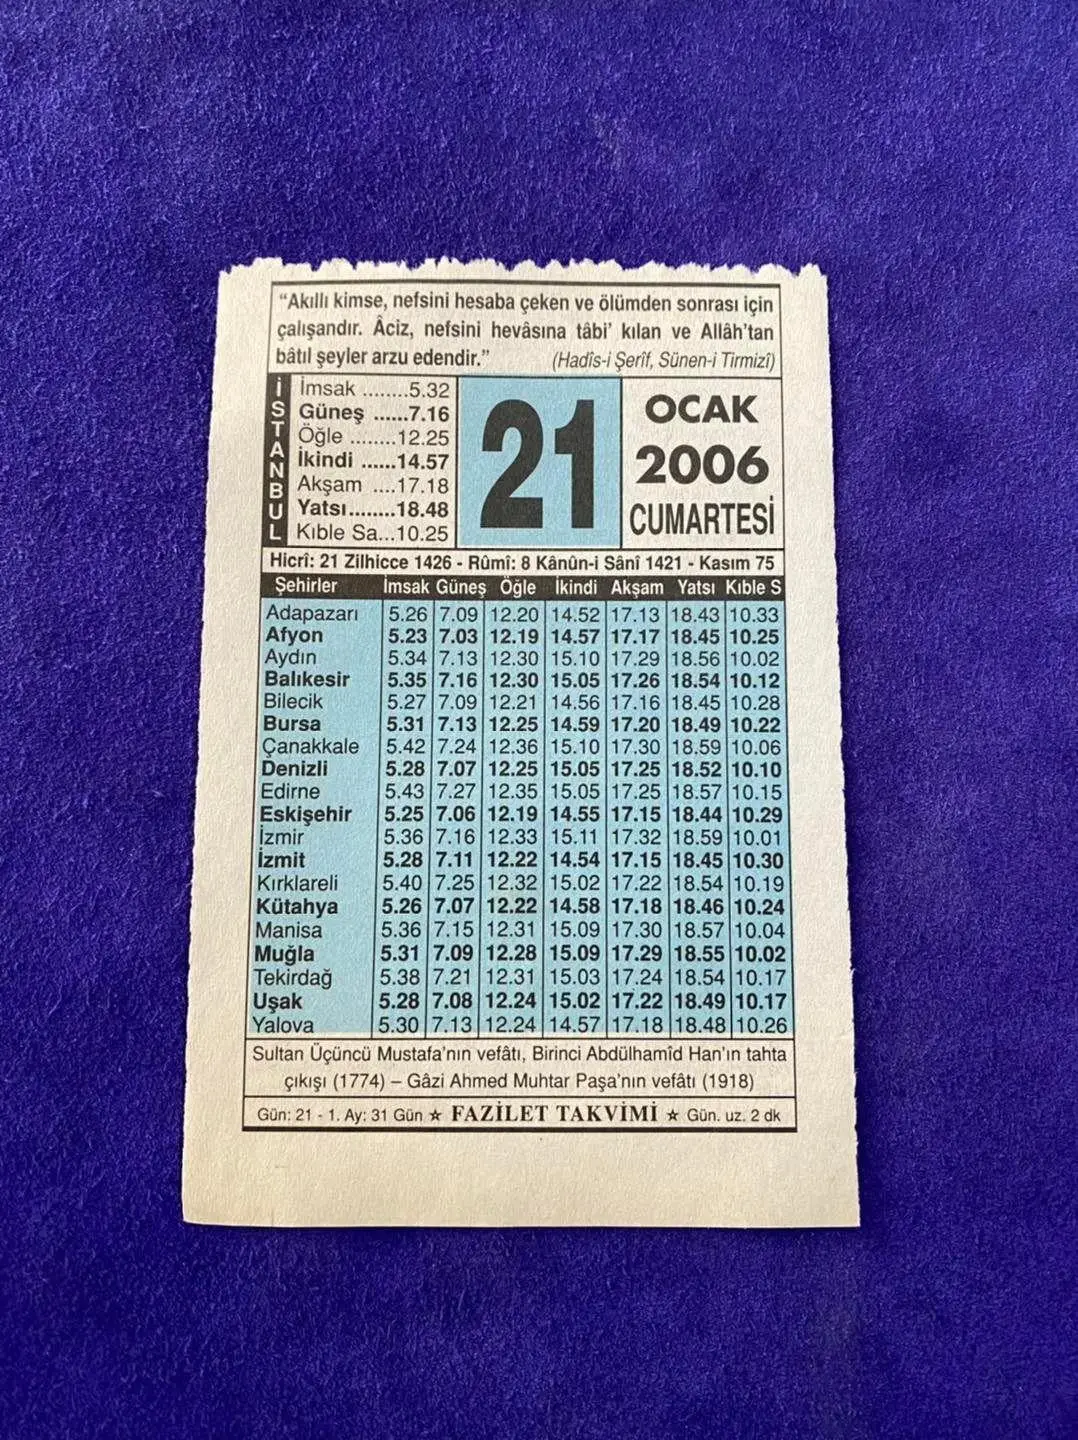 “Akıllı kimse, nefsini hesaba çeken ve ölümden sonrası için
çalışandır. Âciz, nefsini hevâsına tâbi’ kılan ve Allâh’tan
bâtıl şeyler arzu edendir.” (Hadîs-i Şerîf, Sünen-i Tirmizî)
İSTANBUL
İmsak ........5.32
Güneş ......7.16
Öğle ........12.25
İkindi ......14.57
Akşam ....17.18
Yatsı........18.48
Kıble Sa...10.25
21
OCAK
2006
CUMARTESİ
Hicrî: 21 Zilhicce 1426 - Rûmî: 8 Kânûn-i Sânî 1421 - Kasım 75
Şehirler İmsak Güneş Öğle İkindi Akşam Yatsı Kıble S
Adapazarı 5.26 7.09 12.20 14.52 17.13 18.43 10.33
Afyon 5.23 7.03 12.19 14.57 17.17 18.45 10.25
Aydın 5.34 7.13 12.30 15.10 17.29 18.56 10.02
Balıkesir 5.35 7.16 12.30 15.05 17.26 18.54 10.12
Bilecik 5.27 7.09 12.21 14.56 17.16 18.45 10.28
Bursa 5.31 7.13 12.25 14.59 17.20 18.49 10.22
Çanakkale 5.42 7.24 12.36 15.10 17.30 18.59 10.06
Denizli 5.28 7.07 12.25 15.05 17.25 18.52 10.10
Edirne 5.43 7.27 12.35 15.05 17.25 18.57 10.15
Eskişehir 5.25 7.06 12.19 14.55 17.15 18.44 10.29
İzmir 5.36 7.16 12.33 15.11 17.32 18.59 10.01
İzmit 5.28 7.11 12.22 14.54 17.15 18.45 10.30
Kırklareli 5.40 7.25 12.32 15.02 17.22 18.54 10.19
Kütahya 5.26 7.07 12.22 14.58 17.18 18.46 10.24
Manisa 5.36 7.15 12.31 15.09 17.30 18.57 10.04
Muğla 5.31 7.09 12.28 15.09 17.29 18.55 10.02
Tekirdağ 5.38 7.21 12.31 15.03 17.24 18.54 10.17
Uşak 5.28 7.08 12.24 15.02 17.22 18.49 10.17
Yalova 5.30 7.13 12.24 14.57 17.18 18.48 10.26
Sultan Üçüncü Mustafa’nın vefâtı, Birinci Abdülhamîd Han’ın tahta
çıkışı (1774) – Gâzi Ahmed Muhtar Paşa’nın vefâtı (1918)
Gün: 21 - 1. Ay: 31 Gün ☆ FAZİLET TAKVİMİ ☆ Gün. uz. 2 dk